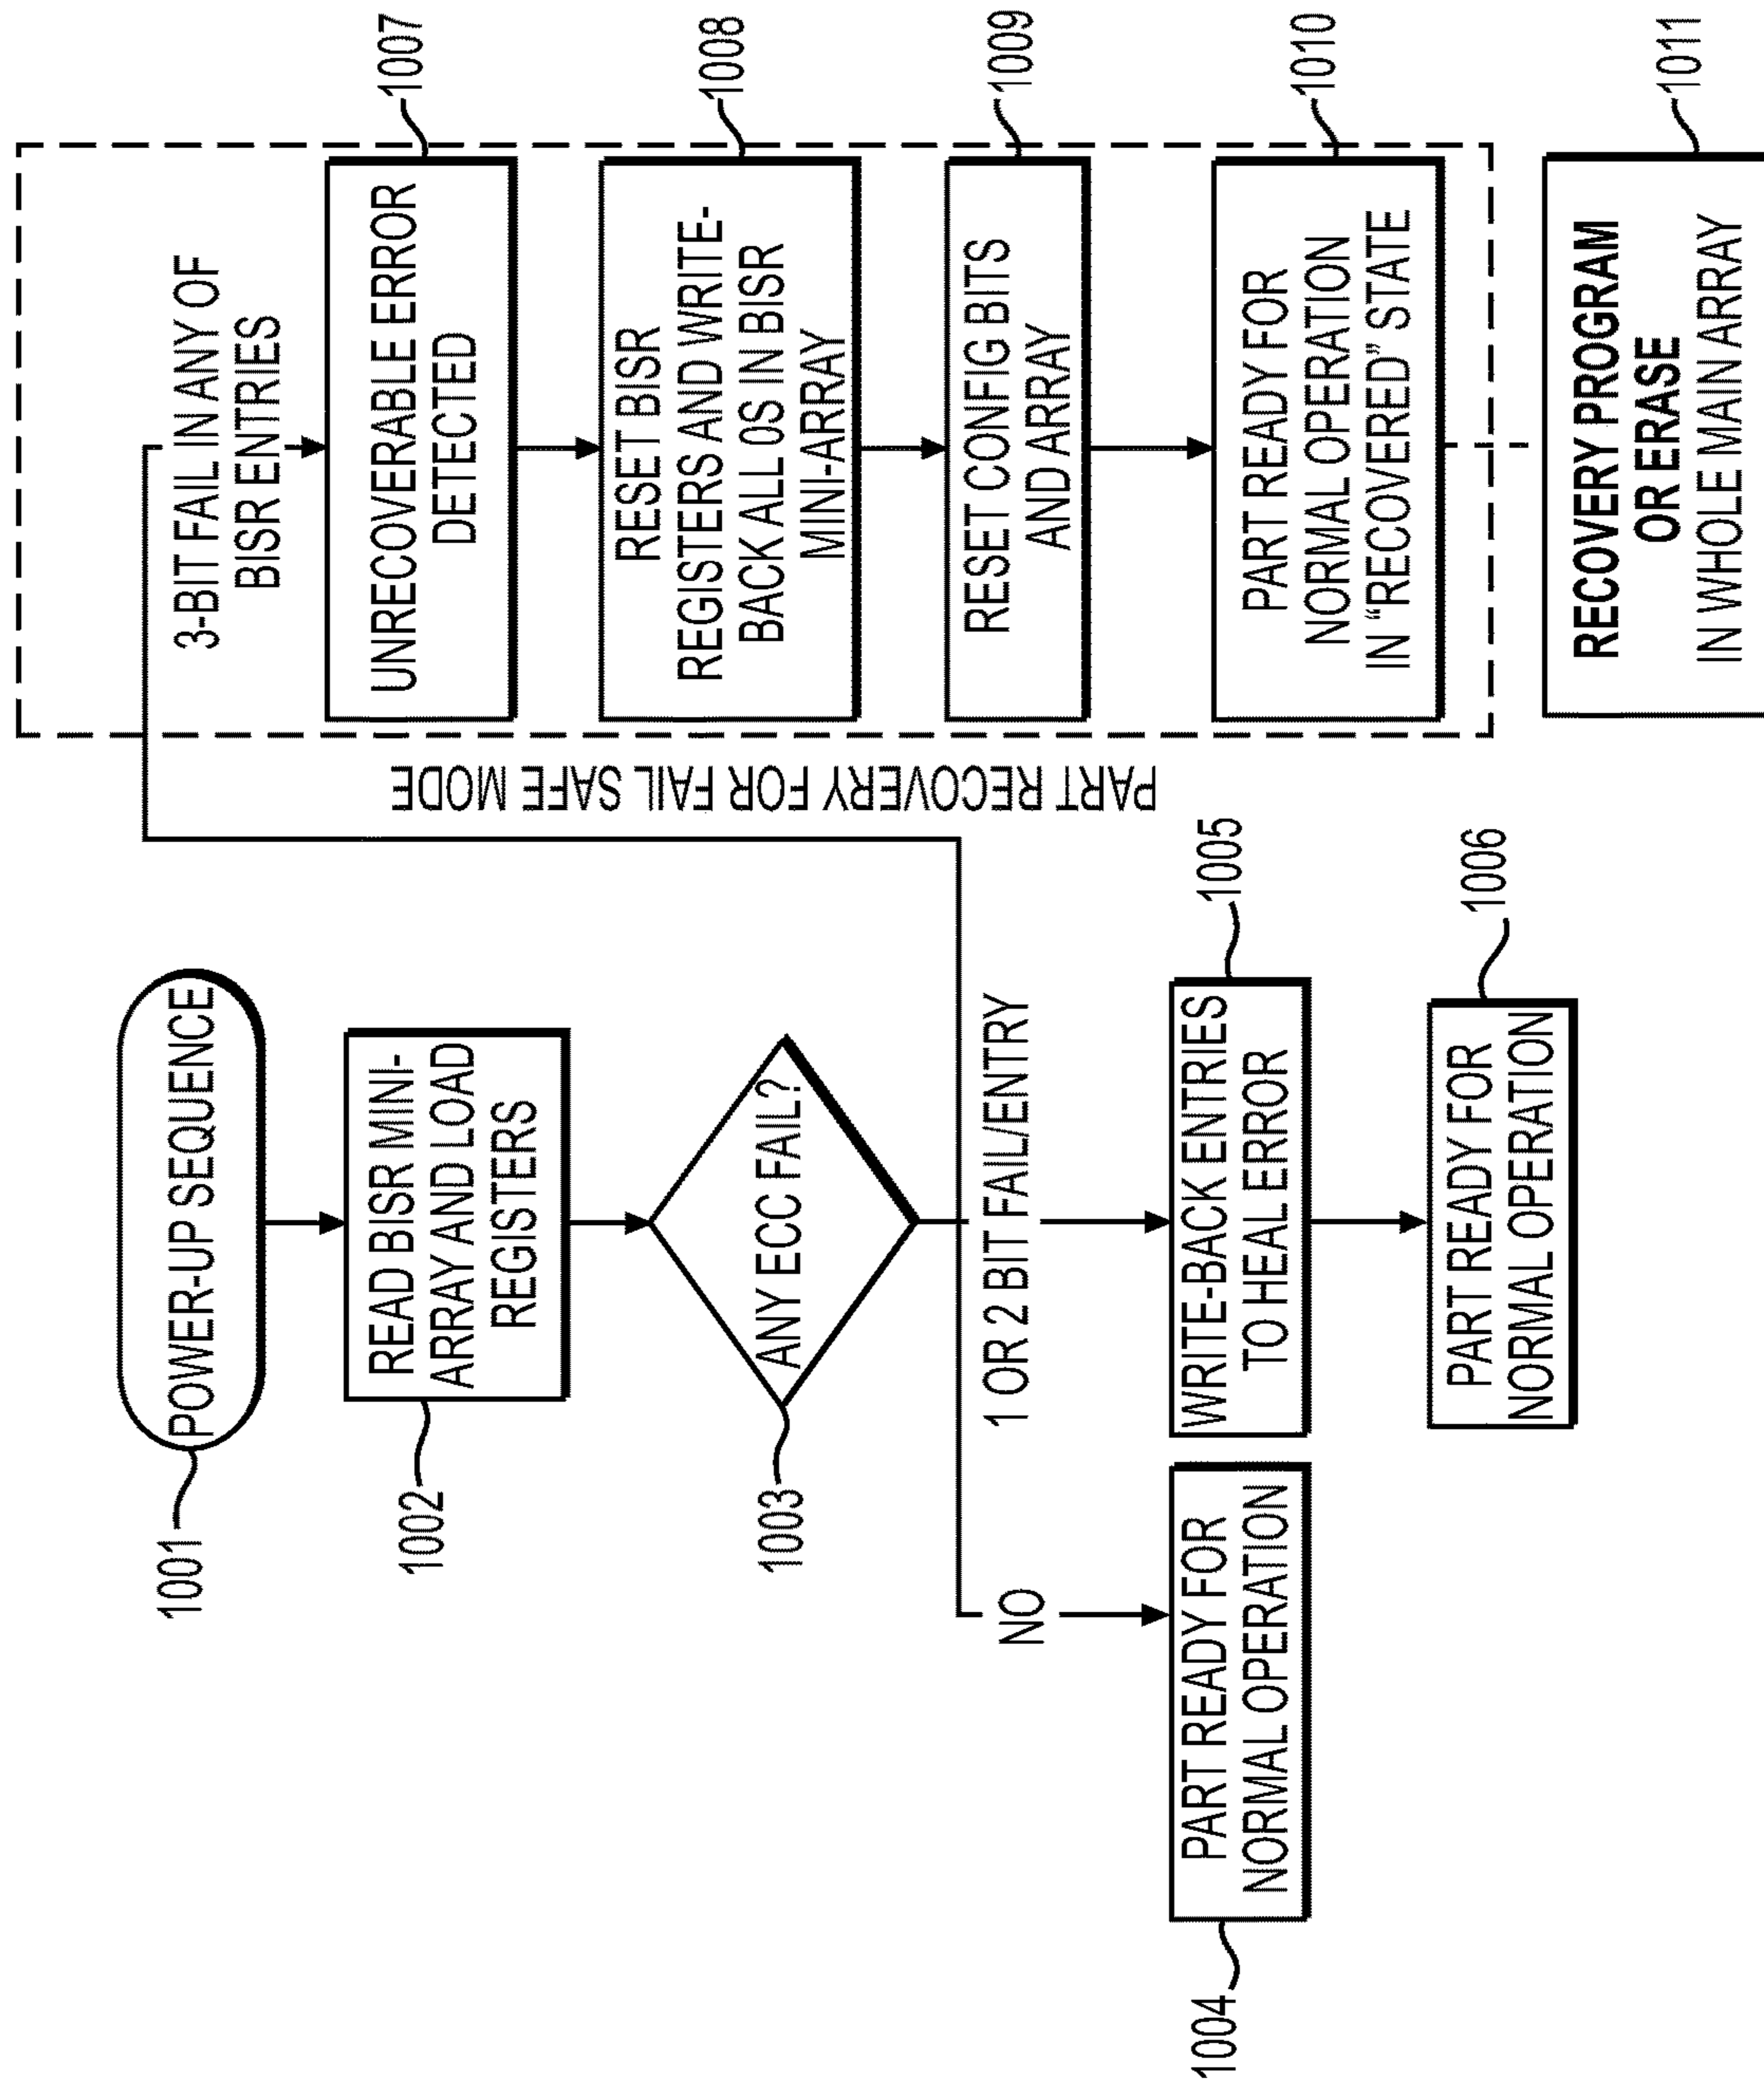 1001
POWER-UP SEQUENCE
1002
READ BISR MINI-
ARRAY AND LOAD
REGISTERS
1003
ANY ECC FAIL?
NO
1 OR 2 BIT FAIL/ENTRY
3-BIT FAIL IN ANY OF
BISR ENTRIES
1004
PART READY FOR
NORMAL OPERATION
1005
WRITE-BACK ENTRIES
TO HEAL ERROR
1006
PART READY FOR
NORMAL OPERATION
PART RECOVERY FOR FAIL SAFE MODE
1007
UNRECOVERABLE ERROR
DETECTED
1008
RESET BISR
REGISTERS AND WRITE-
BACK ALL 0S IN BISR
MINI-ARRAY
1009
RESET CONFIG BITS
AND ARRAY
1010
PART READY FOR
NORMAL OPERATION
IN "RECOVERED" STATE
1011
RECOVERY PROGRAM
OR ERASE
IN WHOLE MAIN ARRAY